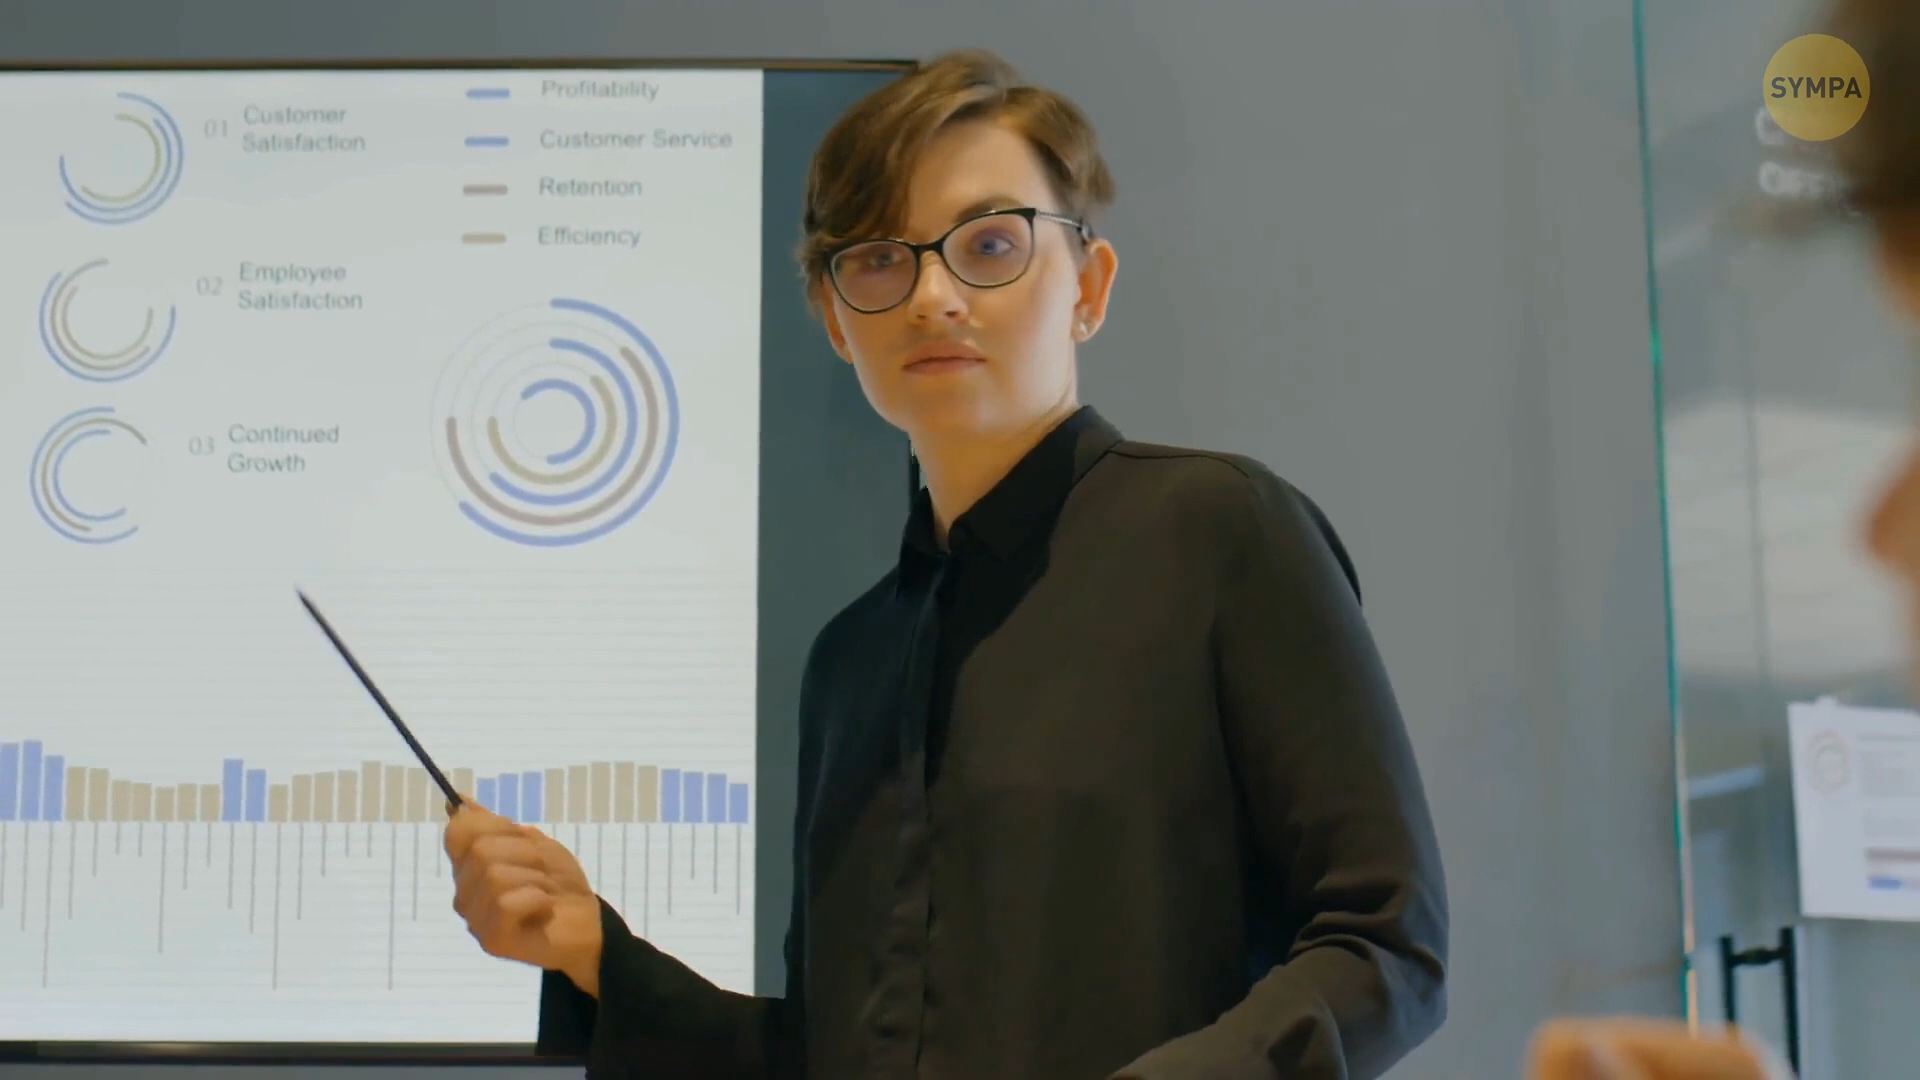 01
Customer
Satisfaction
02
Employee
Satisfaction
03
Continued
Growth
Profitability
Customer Service
Retention
Efficiency
SYMPA